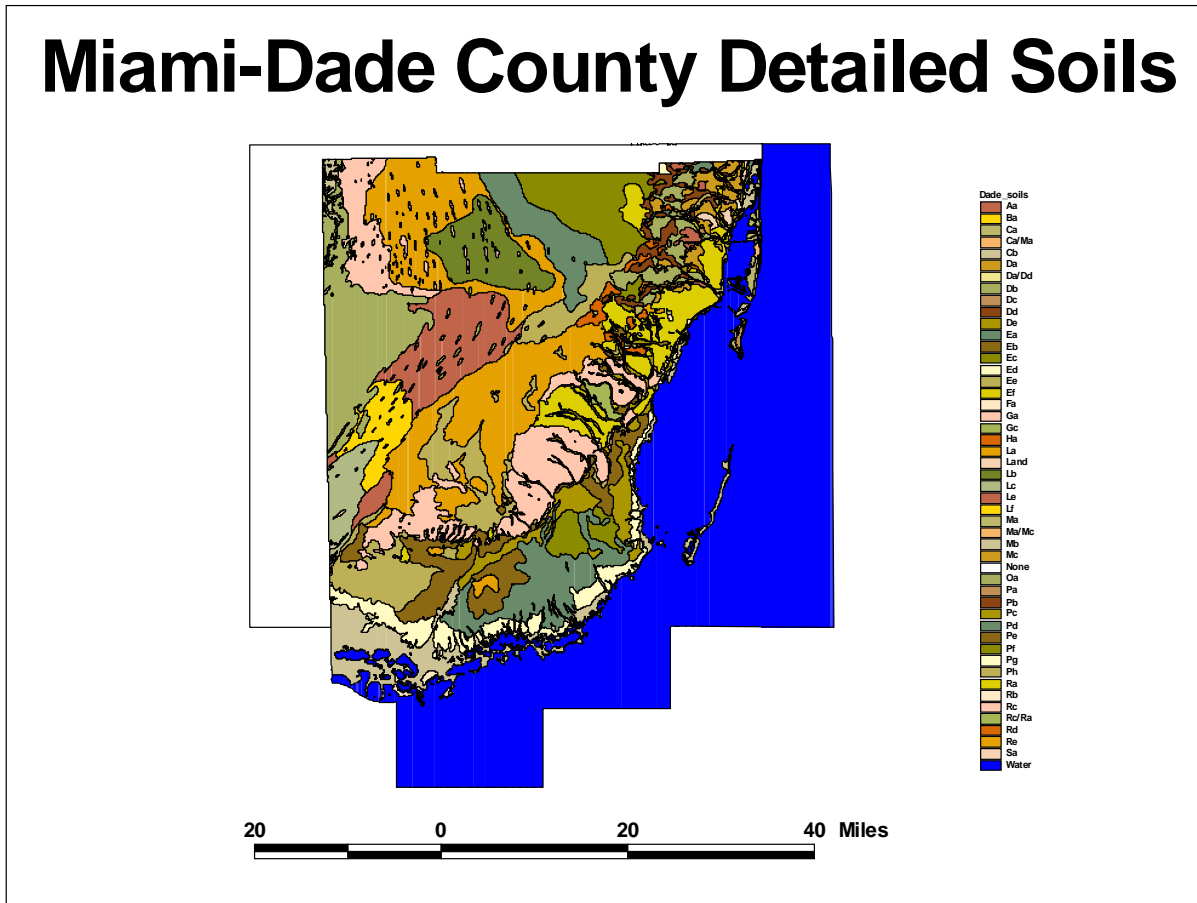 Miami-Dade County Detailed Soils
Dade_soils
Aa
Ba
Ca
Ca/Ma
Cb
Da
Da/Dd
Db
Dc
Dd
De
Ea
Eb
Ec
Ed
Ee
Ef
Fa
Ga
Gc
Ha
La
Land
Lb
Lc
Le
Lf
Ma
Ma/Mc
Mb
Mc
None
Oa
Pa
Pb
Pc
Pd
Pe
Pf
Pg
Ph
Ra
Rb
Rc
Rc/Ra
Rd
Re
Sa
Water
20 0 20 40 Miles